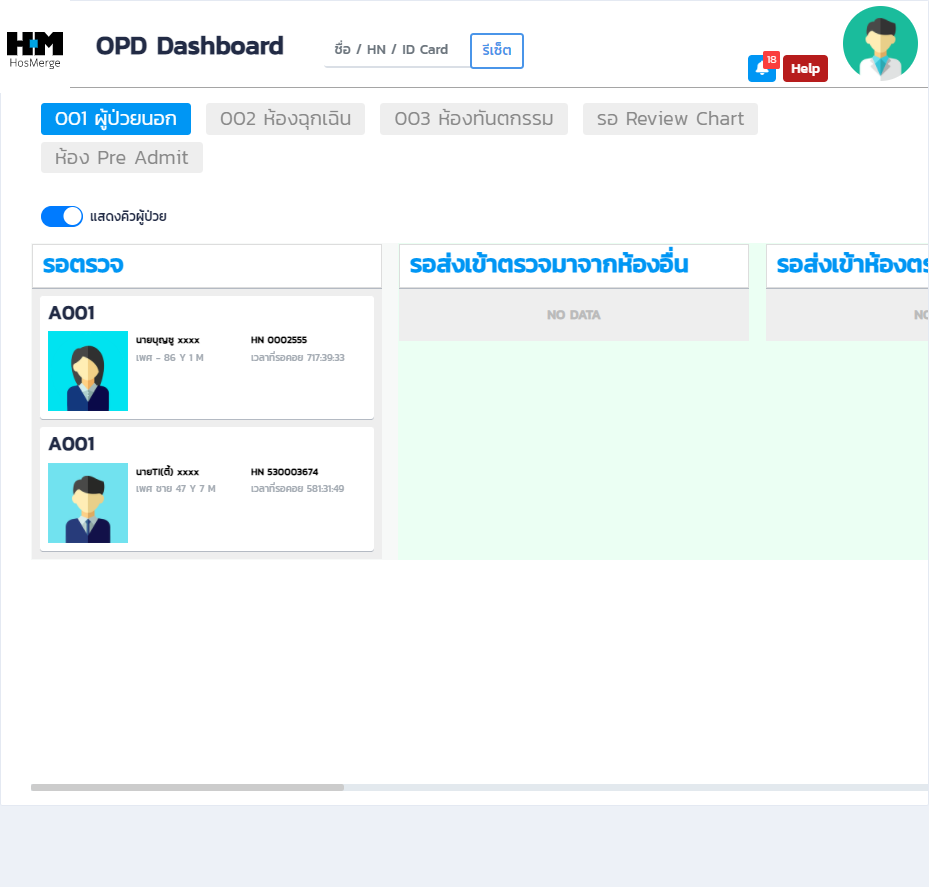 HM
HosMerge
OPD Dashboard
ชื่อ / HN / ID Card
รีเซ็ต
18
Help
001 ผู้ป่วยนอก
002 ห้องฉุกเฉิน
003 ห้องทันตกรรม
รอ Review Chart
ห้อง Pre Admit
แสดงคิวผู้ป่วย
รอตรวจ
A001
นายบุญชู xxxx
HN 0002555
เพศ - 86 Y 1 M
เวลาที่รอคอย 717:39:33
A001
นายTI(ตี๋) xxxx
HN 530003674
เพศ ชาย 47 Y 7 M
เวลาที่รอคอย 581:31:49
รอส่งเข้าตรวจมาจากห้องอื่น
NO DATA
รอส่งเข้าห้องตร
NO